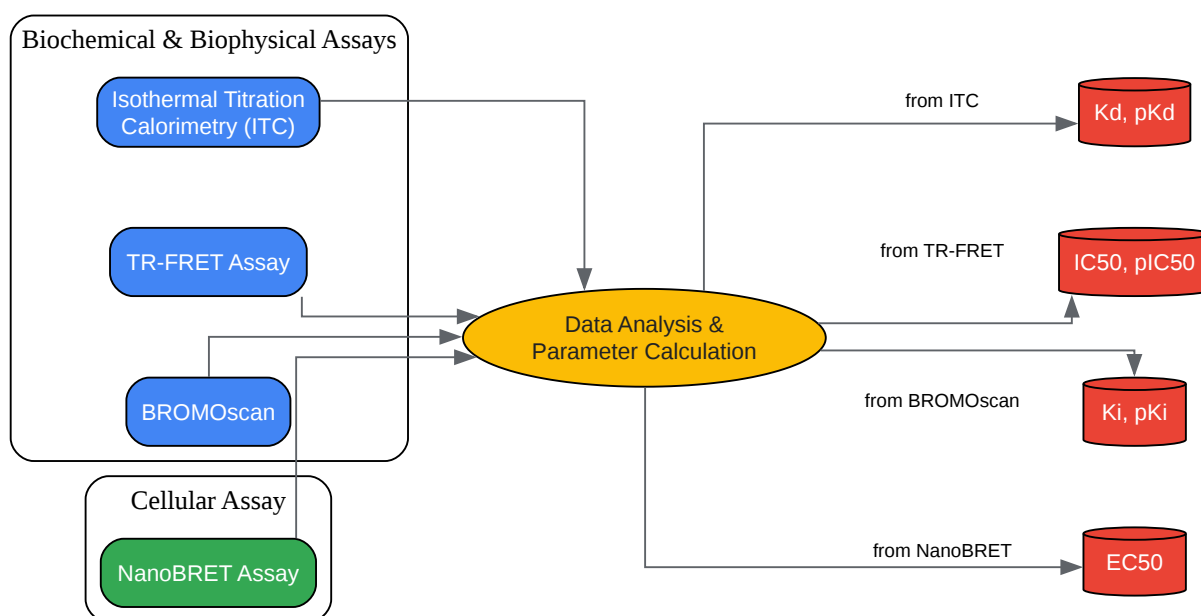 Biochemical & Biophysical Assays
Isothermal Titration
Calorimetry (ITC)
TR-FRET Assay
BROMOscan
Cellular Assay
NanoBRET Assay
Data Analysis &
Parameter Calculation
from ITC
Kd, pKd
from TR-FRET
IC50, pIC50
from BROMOscan
Ki, pKi
from NanoBRET
EC50